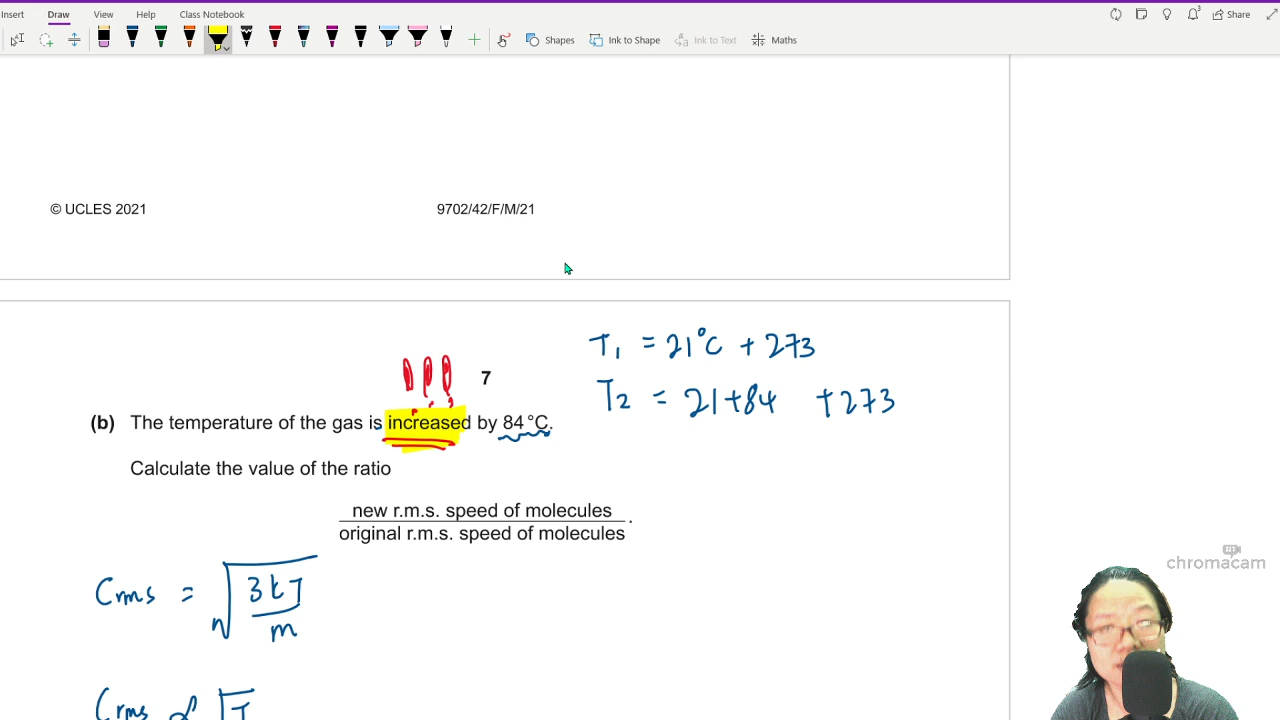 Insert Draw View Help Class Notebook Share
Shapes Ink to Shape Ink to Text Maths
© UCLES 2021 9702/42/F/M/21
T₁ = 21°C + 273
7
T₂ = 21+84 +273
(b) The temperature of the gas is increased by 84 °C.
Calculate the value of the ratio
new r.m.s. speed of molecules
original r.m.s. speed of molecules .
chromacam
Crms = √3kT
m
Crms ∝ √T